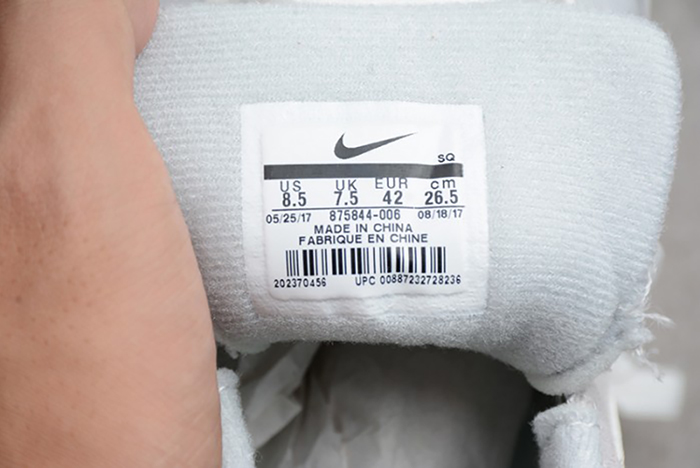 SQ
US UK EUR cm
8.5 7.5 42 26.5
05/25/17 875844-006 08/18/17
MADE IN CHINA
FABRIQUE EN CHINE
202370456 UPC 00887232728236